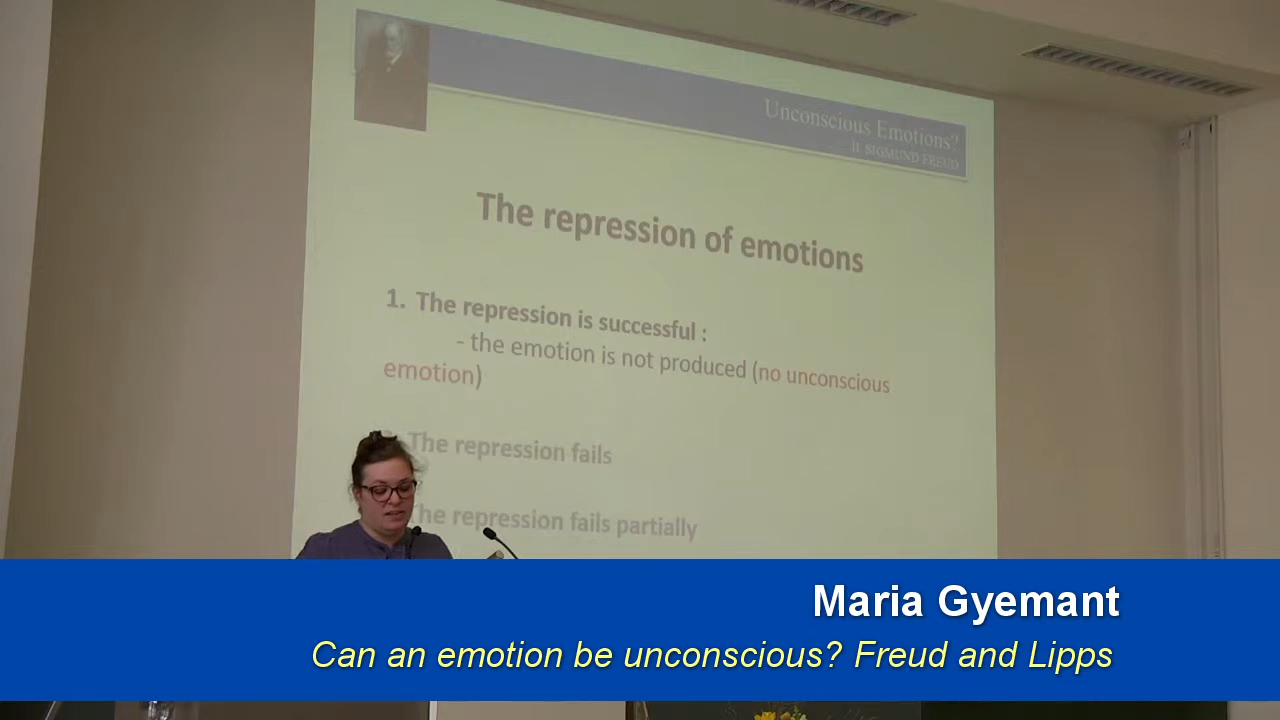 Unconscious Emotions?
II SIGMUND FREUD
The repression of emotions
1. The repression is successful :
- the emotion is not produced (no unconscious
emotion)
The repression fails
The repression fails partially
Maria Gyemant
Can an emotion be unconscious? Freud and Lipps